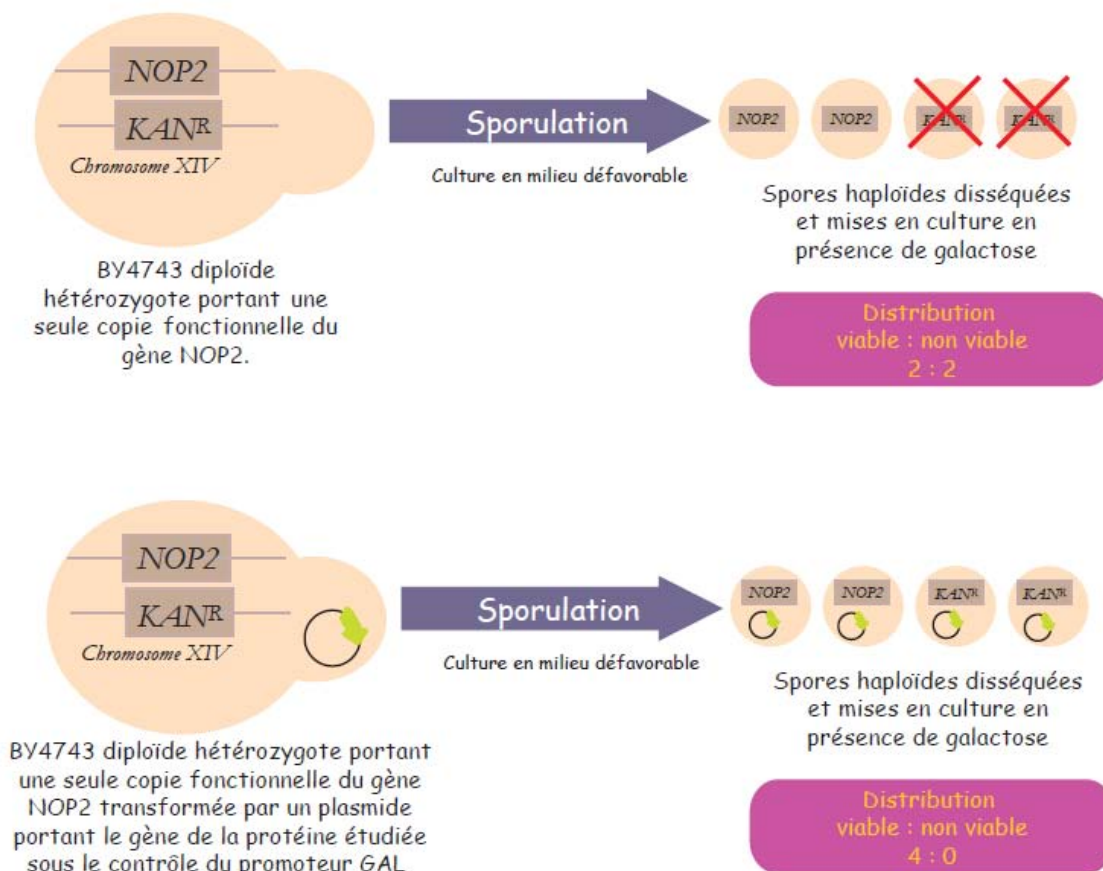 NOP2
KANR
Chromosome XIV
BY4743 diploïde
hétérozygote portant une
seule copie fonctionnelle du
gène NOP2.
Sporulation
Culture en milieu défavorable
NOP2
NOP2
KANR
KANR
Spores haploïdes disséquées
et mises en culture en
présence de galactose
Distribution
viable : non viable
2 : 2
NOP2
KANR
Chromosome XIV
BY4743 diploïde hétérozygote portant
une seule copie fonctionnelle du gène
NOP2 transformée par un plasmide
portant le gène de la protéine étudiée
sous le contrôle du promoteur GAL
Sporulation
Culture en milieu défavorable
NOP2
NOP2
KANR
KANR
Spores haploïdes disséquées
et mises en culture en
présence de galactose
Distribution
viable : non viable
4 : 0